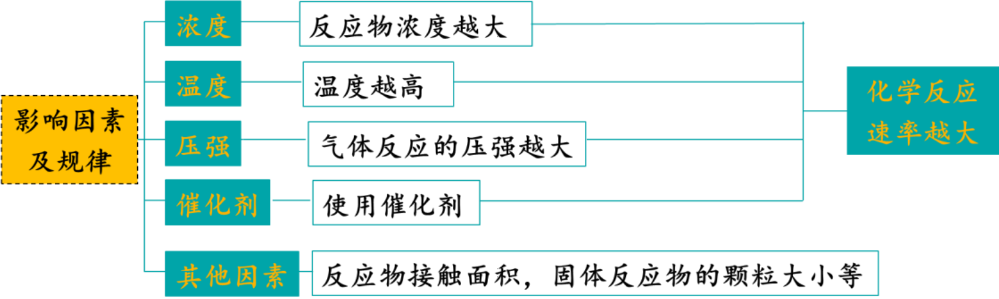 影响因素
及规律
浓度
反应物浓度越大
温度
温度越高
压强
气体反应的压强越大
催化剂
使用催化剂
其他因素
反应物接触面积，固体反应物的颗粒大小等
化学反应
速率越大